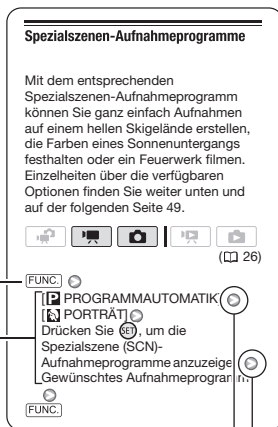 Spezialszenen-Aufnahmeprogramme
Mit dem entsprechenden
Spezialszenen-Aufnahmeprogramm
können Sie ganz einfach Aufnahmen
auf einem hellen Skigelände erstellen,
die Farben eines Sonnenuntergangs
festhalten oder ein Feuerwerk filmen.
Einzelheiten über die verfügbaren
Optionen finden Sie weiter unten und
auf der folgenden Seite 49.
( 26)
FUNC.
[P PROGRAMMAUTOMATIK
[ PORTRÄT]
Drücken Sie SET, um die
Spezialszene (SCN)-
Aufnahmeprogramme anzuzeige
Gewünschtes Aufnahmeprogramm
FUNC.